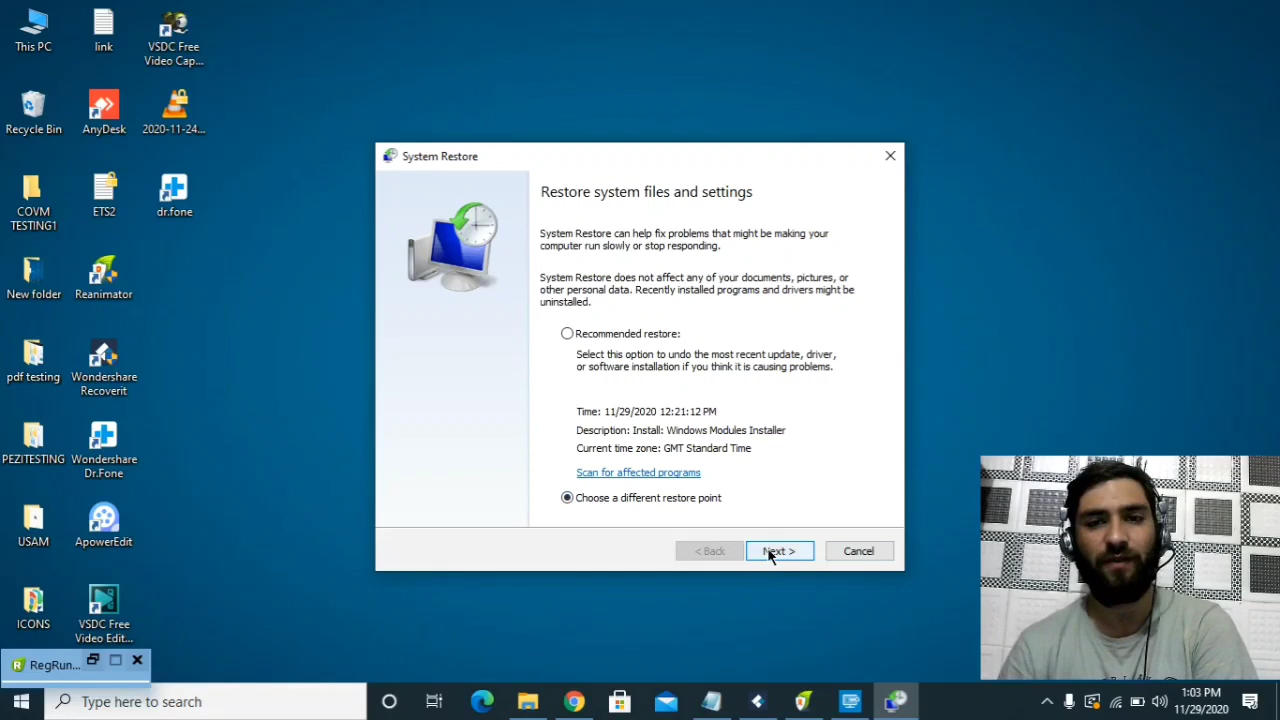 This PC
link
VSDC Free
Video Cap...
Recycle Bin
AnyDesk
2020-11-24...
COVM
TESTING1
ETS2
dr.fone
New folder
Reanimator
pdf testing
Wondershare
Recoverit
PEZITESTING
Wondershare
Dr.Fone
USAM
ApowerEdit
ICONS
VSDC Free
Video Edit...
RegRun...
System Restore
Restore system files and settings
System Restore can help fix problems that might be making your
computer run slowly or stop responding.
System Restore does not affect any of your documents, pictures, or
other personal data. Recently installed programs and drivers might be
uninstalled.
Recommended restore:
Select this option to undo the most recent update, driver,
or software installation if you think it is causing problems.
Time: 11/29/2020 12:21:12 PM
Description: Install: Windows Modules Installer
Current time zone: GMT Standard Time
Scan for affected programs
Choose a different restore point
< Back
Next >
Cancel
Type here to search
1:03 PM
11/29/2020